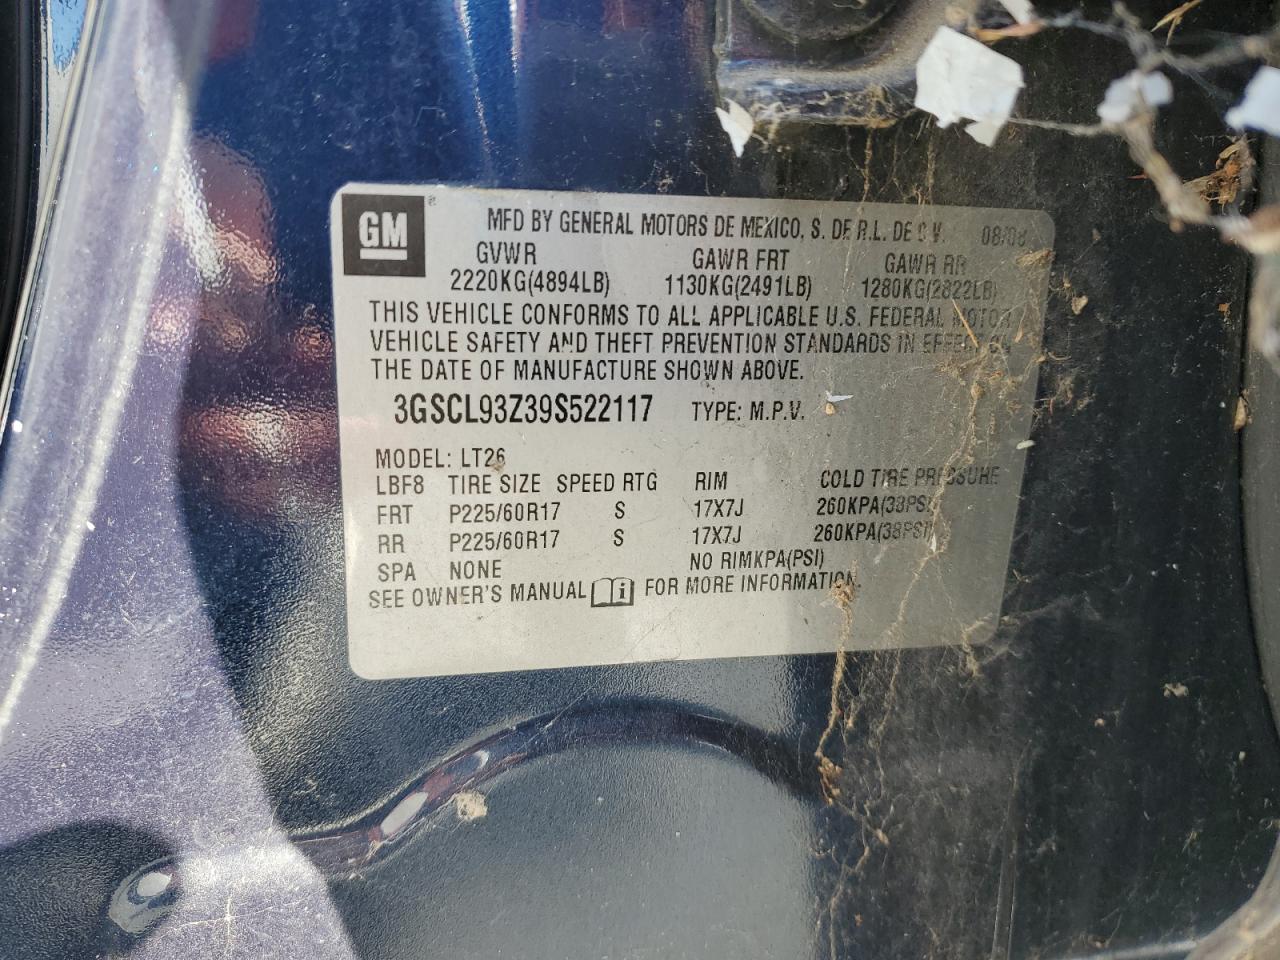 GM MFD BY GENERAL MOTORS DE MEXICO, S. DE R.L. DE C.V. 08/08
GVWR GAWR FRT GAWR RR
2220KG(4894LB) 1130KG(2491LB) 1280KG(2822LB)
THIS VEHICLE CONFORMS TO ALL APPLICABLE U.S. FEDERAL MOTOR
VEHICLE SAFETY AND THEFT PREVENTION STANDARDS IN EFFECT ON
THE DATE OF MANUFACTURE SHOWN ABOVE.
3GSCL93Z39S522117 TYPE: M.P.V.
MODEL: LT26
LBF8 TIRE SIZE SPEED RTG RIM COLD TIRE PRESSURE
FRT P225/60R17 S 17X7J 260KPA(38PSI)
RR P225/60R17 S 17X7J 260KPA(38PSI)
SPA NONE NO RIMKPA(PSI)
SEE OWNER'S MANUAL i FOR MORE INFORMATION.